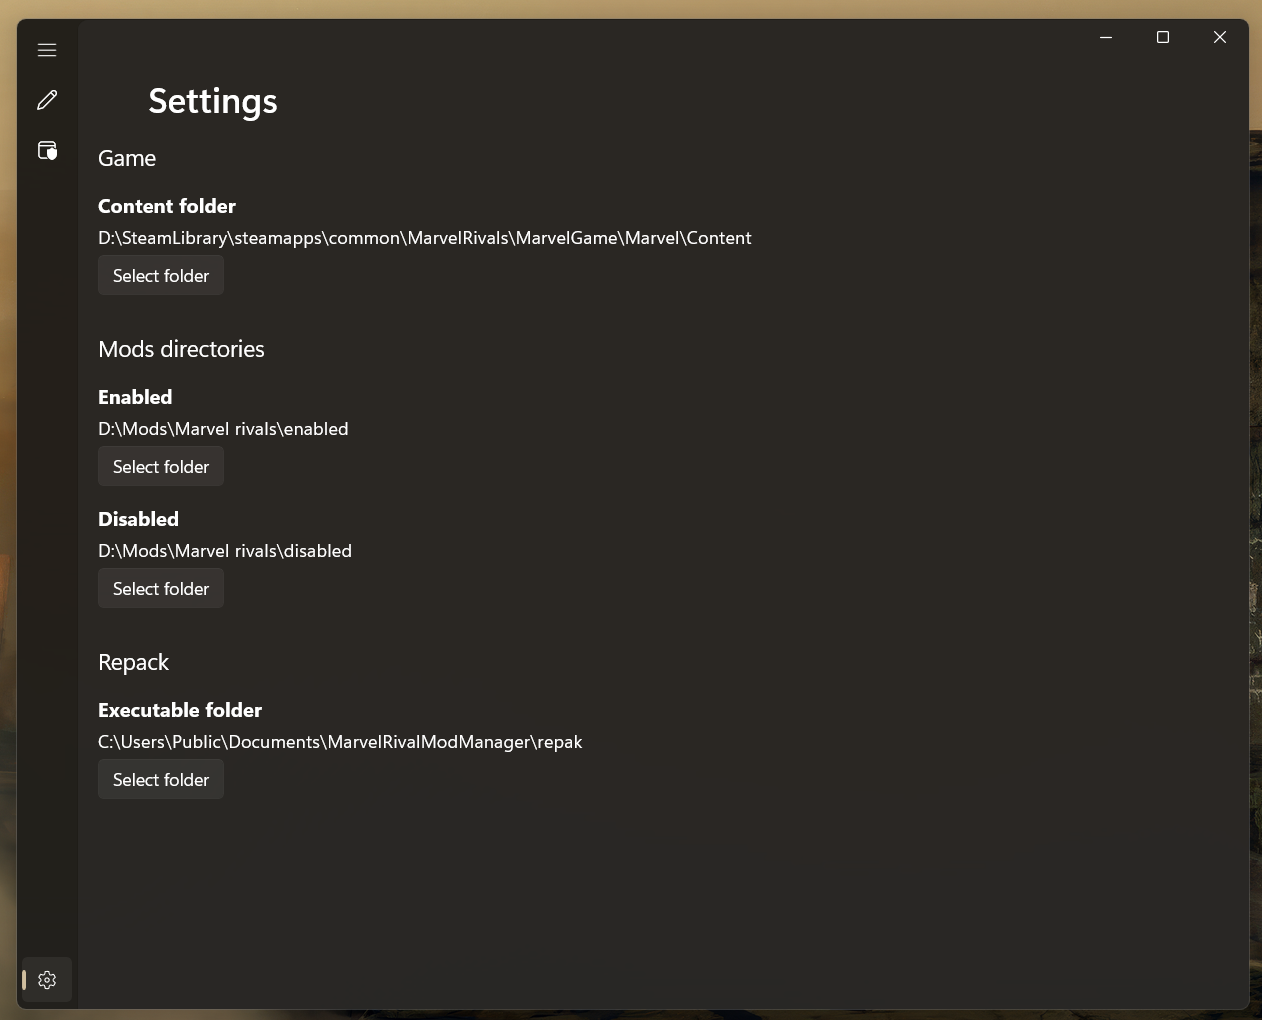 Settings
Game
Content folder
D:\SteamLibrary\steamapps\common\MarvelRivals\MarvelGame\Marvel\Content
Select folder
Mods directories
Enabled
D:\Mods\Marvel rivals\enabled
Select folder
Disabled
D:\Mods\Marvel rivals\disabled
Select folder
Repack
Executable folder
C:\Users\Public\Documents\MarvelRivalModManager\repak
Select folder